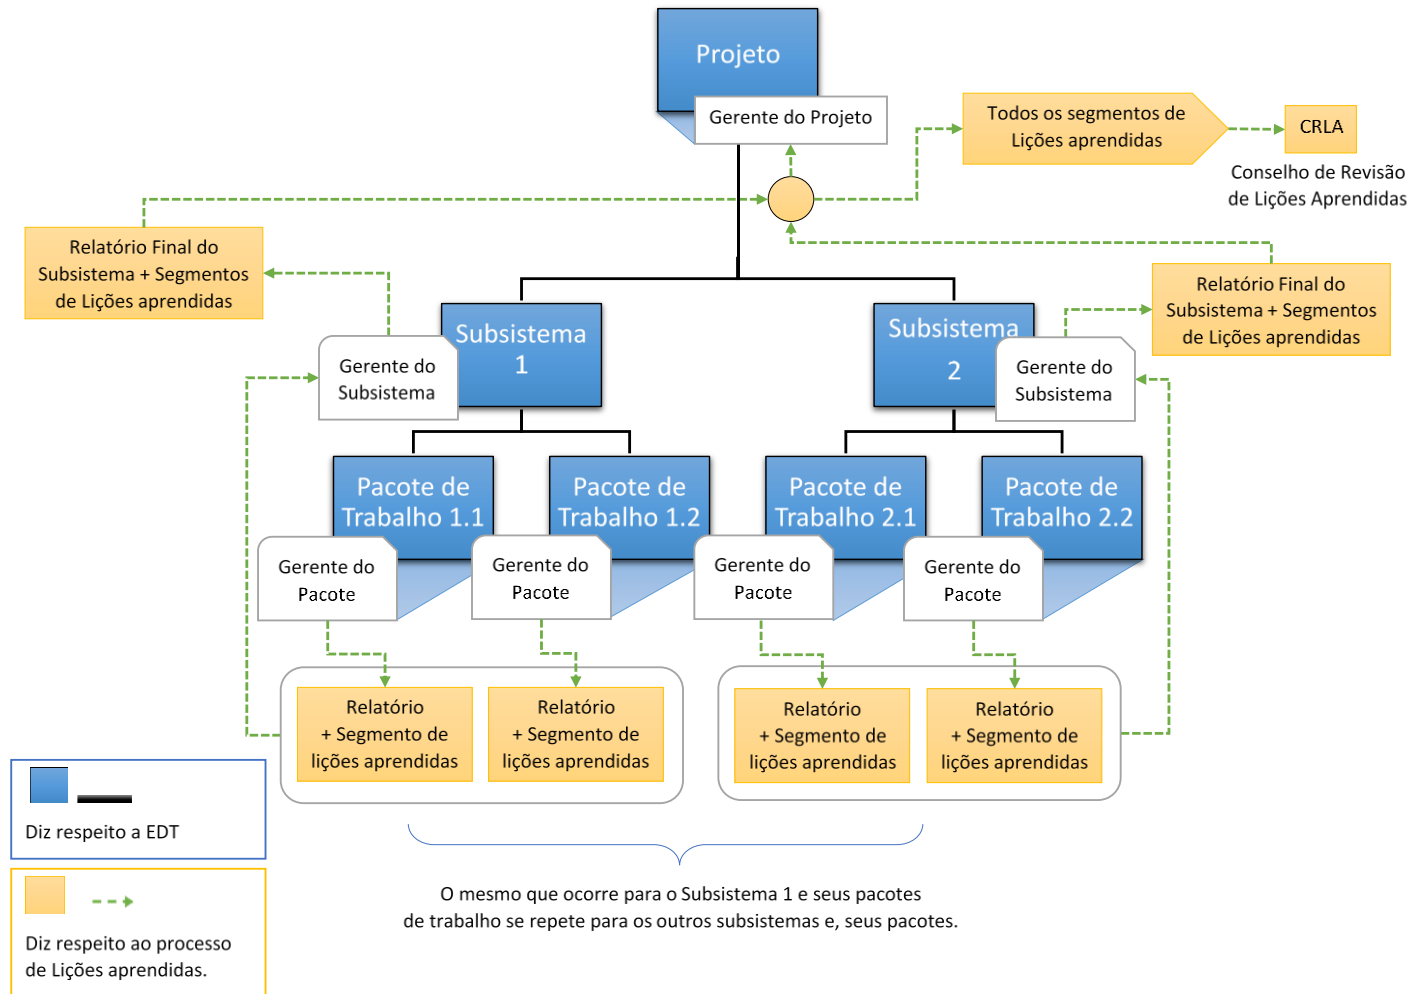 Projeto
Gerente do Projeto
Todos os segmentos de
Lições aprendidas
CRLA
Conselho de Revisão
de Lições Aprendidas
Relatório Final do
Subsistema + Segmentos
de Lições aprendidas
Relatório Final do
Subsistema + Segmentos
de Lições aprendidas
Subsistema
1
Gerente do
Subsistema
Subsistema
2
Gerente do
Subsistema
Pacote de
Trabalho 1.1
Pacote de
Trabalho 1.2
Pacote de
Trabalho 2.1
Pacote de
Trabalho 2.2
Gerente do
Pacote
Gerente do
Pacote
Gerente do
Pacote
Gerente do
Pacote
Relatório
+ Segmento de
lições aprendidas
Relatório
+ Segmento de
lições aprendidas
Relatório
+ Segmento de
lições aprendidas
Relatório
+ Segmento de
lições aprendidas
Diz respeito a EDT
Diz respeito ao processo
de Lições aprendidas.
O mesmo que ocorre para o Subsistema 1 e seus pacotes
de trabalho se repete para os outros subsistemas e, seus pacotes.